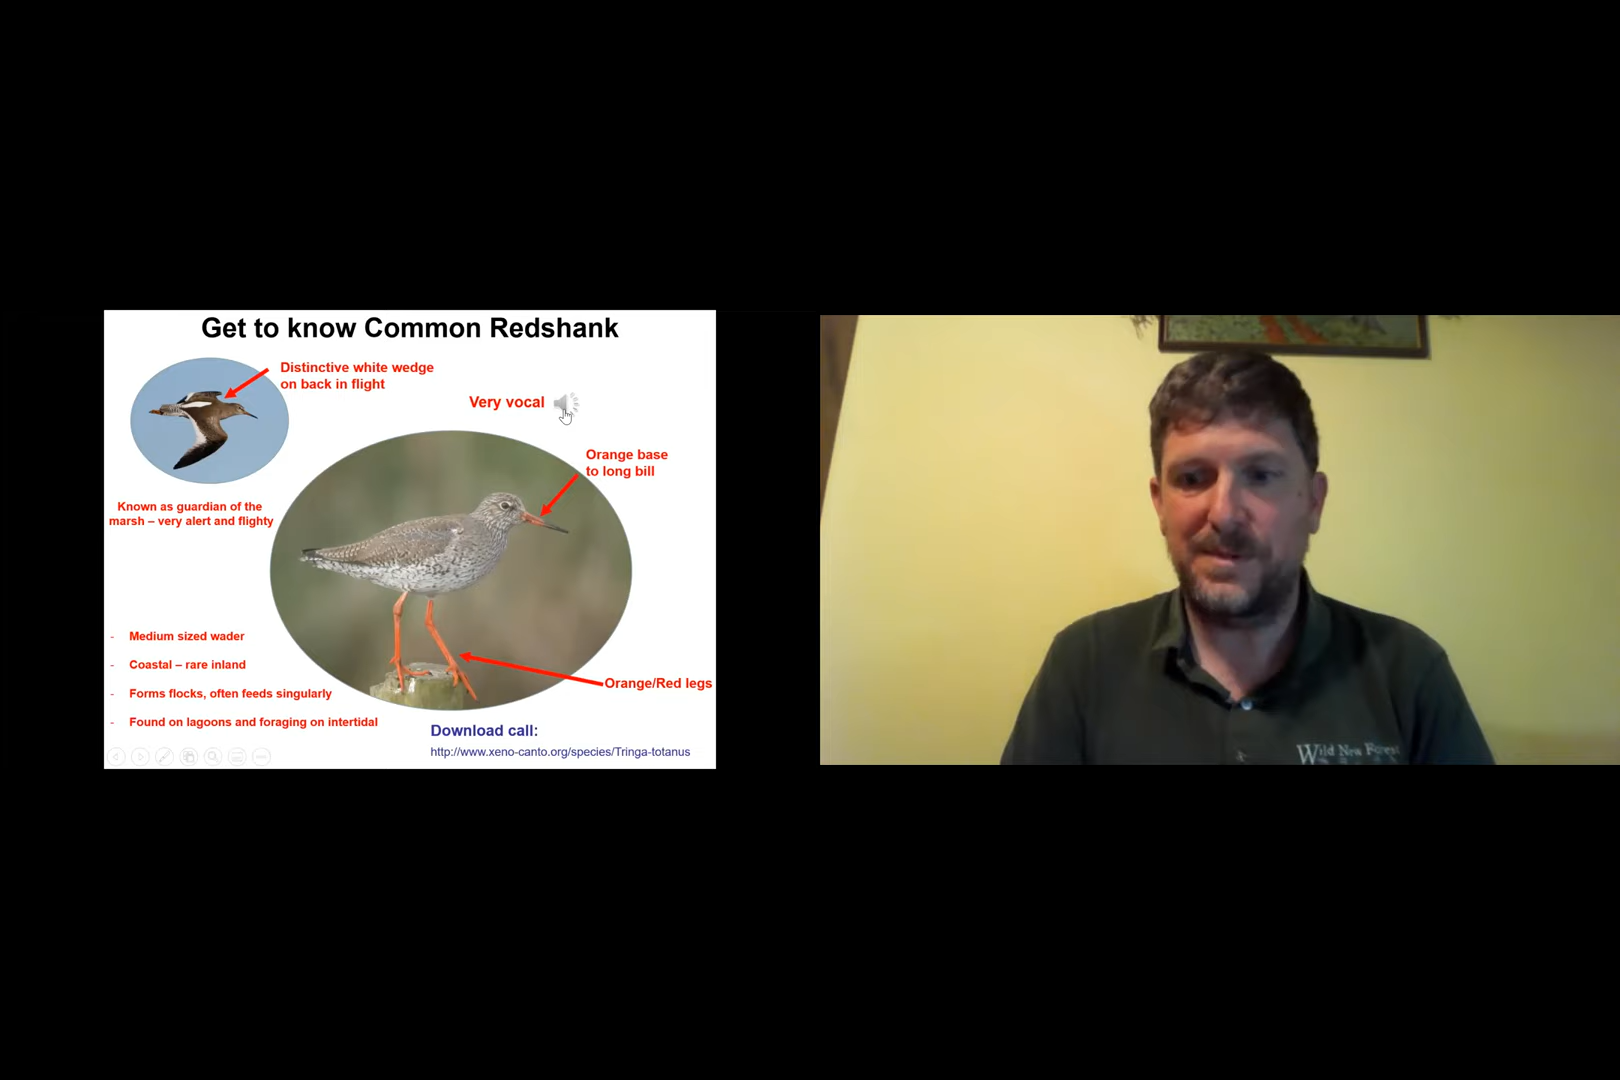 Get to know Common Redshank
Distinctive white wedge
on back in flight
Very vocal
Orange base
to long bill
Known as guardian of the
marsh – very alert and flighty
- Medium sized wader
- Coastal – rare inland
- Forms flocks, often feeds singularly
- Found on lagoons and foraging on intertidal
Orange/Red legs
Download call:
http://www.xeno-canto.org/species/Tringa-totanus
Wild New Forest